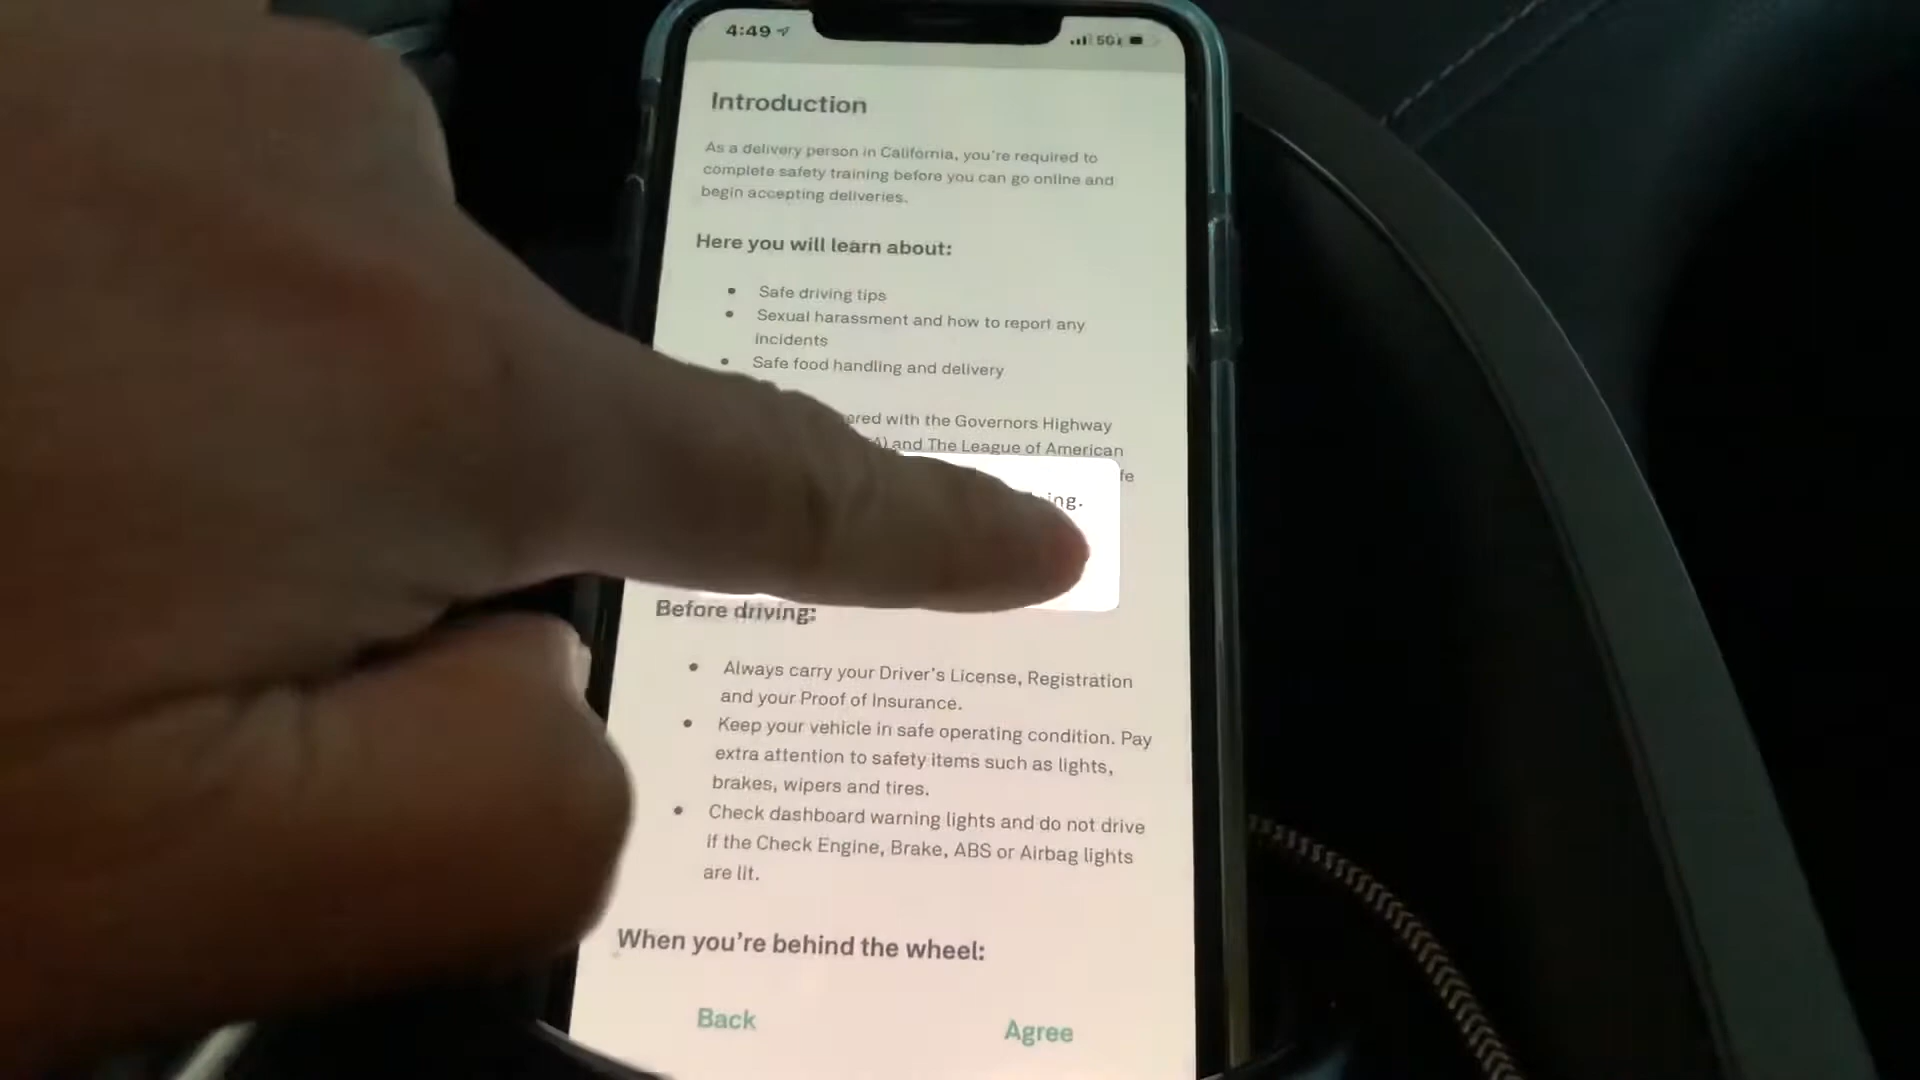 4:49
5G
Introduction
As a delivery person in California, you're required to
complete safety training before you can go online and
begin accepting deliveries.
Here you will learn about:
Safe driving tips
Sexual harassment and how to report any
incidents
Safe food handling and delivery
with the Governors Highway
and The League of American
Before driving:
Always carry your Driver's License, Registration
and your Proof of Insurance.
Keep your vehicle in safe operating condition. Pay
extra attention to safety items such as lights,
brakes, wipers and tires.
Check dashboard warning lights and do not drive
if the Check Engine, Brake, ABS or Airbag lights
are lit.
When you're behind the wheel:
Back
Agree